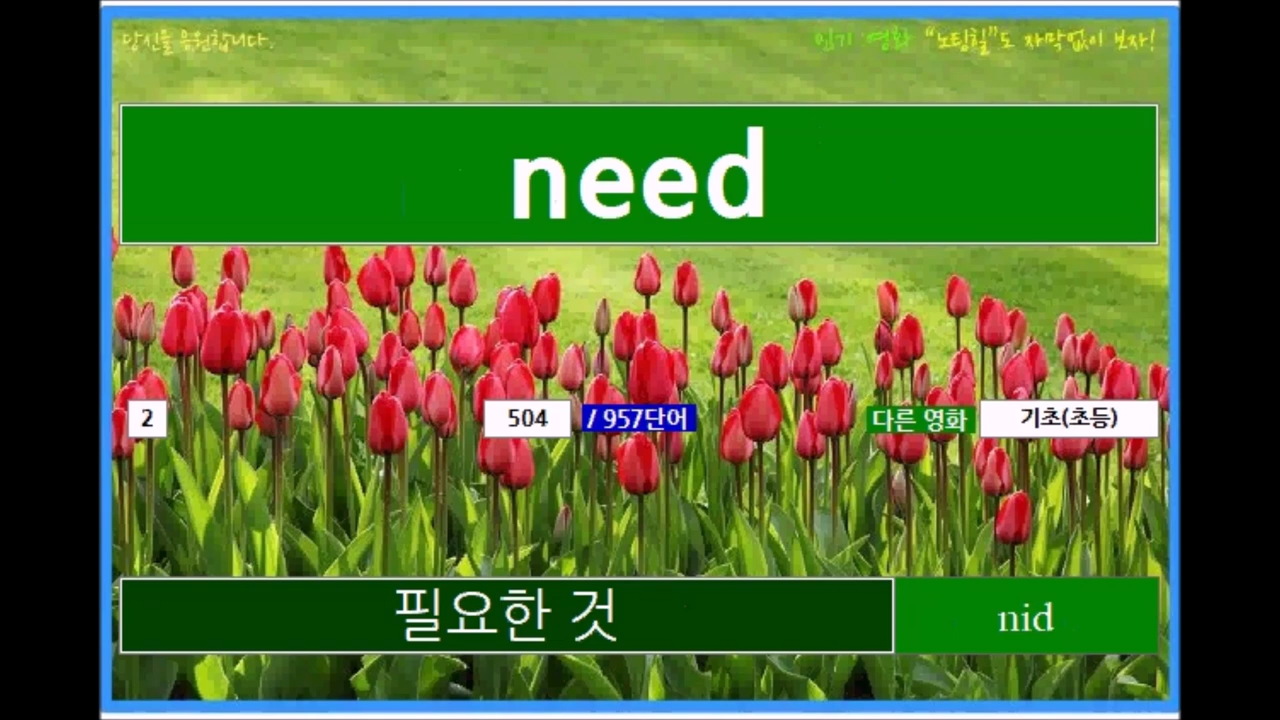 당신을 응원합니다.
인기 영화 “노팅힐”도 자막없이 보자!
need
2
504 / 957단어
다른 영화 기초(초등)
필요한 것
nid